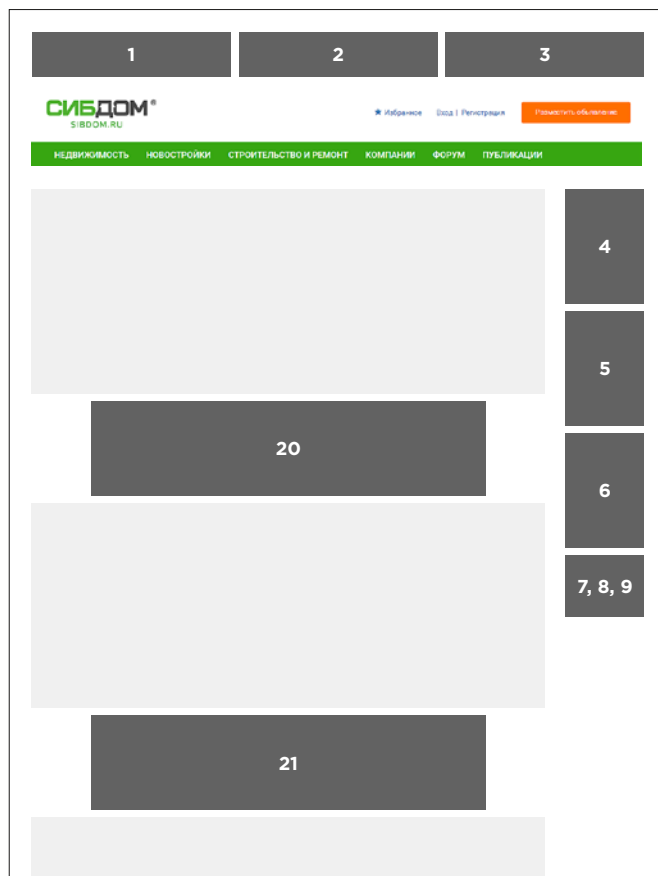 1 2 3
СИБДОМ®
SIBDOM.RU
★ Избранное Вход | Регистрация Разместить объявление
НЕДВИЖИМОСТЬ НОВОСТРОЙКИ СТРОИТЕЛЬСТВО И РЕМОНТ КОМПАНИИ ФОРУМ ПУБЛИКАЦИИ
4
5
20
6
7, 8, 9
21